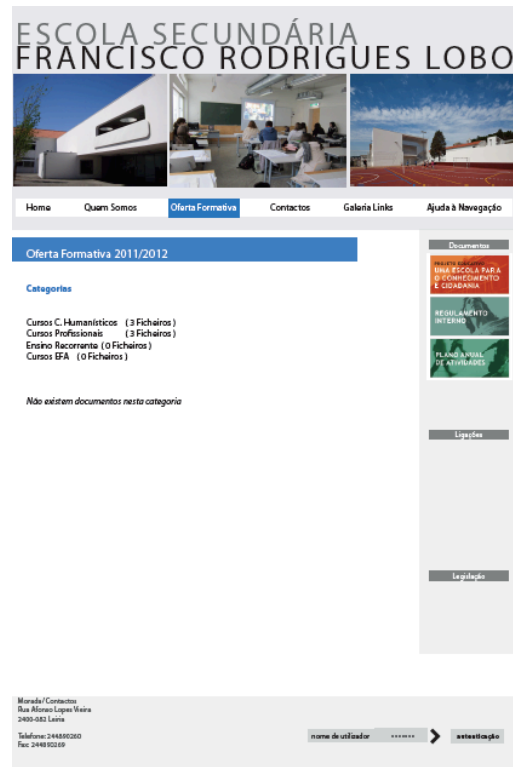 ESCOLA SECUNDÁRIA
FRANCISCO RODRIGUES LOBO
Home Quem Somos Oferta Formativa Contactos Galeria Links Ajuda à Navegação
Oferta Formativa 2011/2012
Categorias
Cursos C. Humanísticos ( 3 Ficheiros )
Cursos Profissionais ( 3 Ficheiros )
Ensino Recorrente ( 0 Ficheiros )
Cursos EFA ( 0 Ficheiros )
Não existem documentos nesta categoria
Documentos
PROJETO EDUCATIVO
UMA ESCOLA PARA
O CONHECIMENTO
E CIDADANIA
REGULAMENTO
INTERNO
PLANO ANUAL
DE ATIVIDADES
Ligações
Legislação
Morada/Contactos
Rua Afonso Lopes Vieira
2400-082 Leiria
Telefone: 244890260
Fax: 244890269
nome de utilizador ******* autenticação